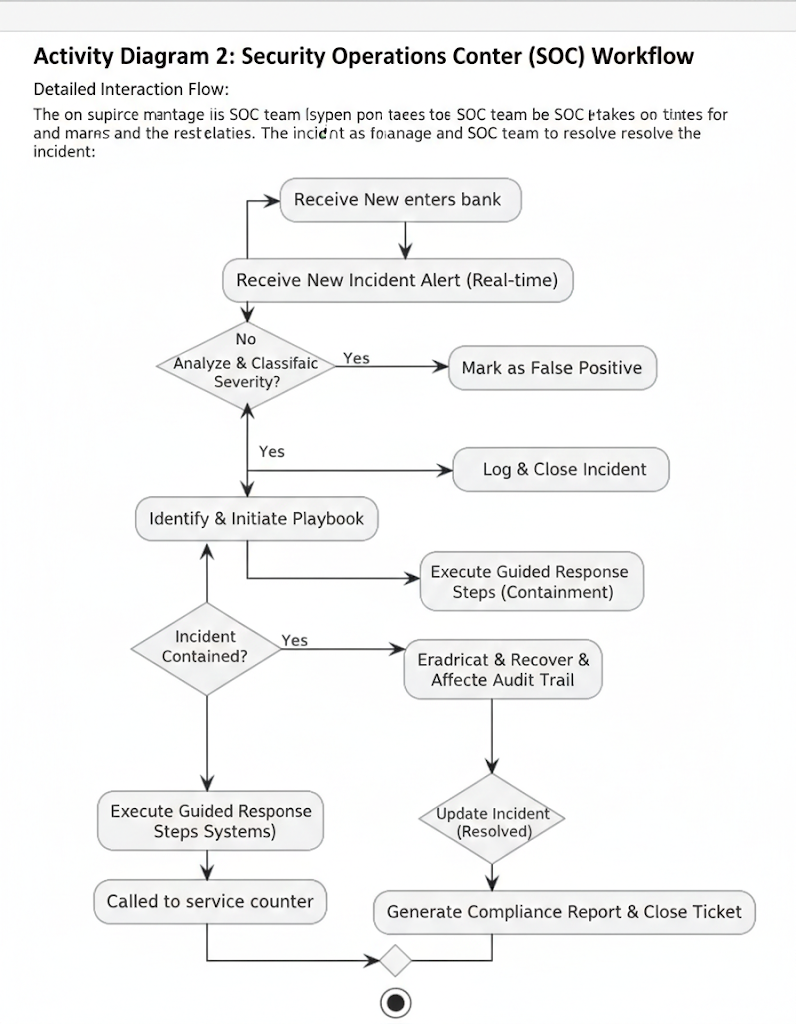 Activity Diagram 2: Security Operations Conter (SOC) Workflow
Detailed Interaction Flow:
The on supirce mantage iis SOC team pon taees toe SOC team be SOC takes on for
and and the rest claties. The incident as and SOC team to resolve resolve the
incident:
Receive New enters bank
Receive New Incident Alert (Real-time)
No
Analyze & Classifaic
Severity?
Yes
Mark as False Positive
Yes
Log & Close Incident
Identify & Initiate Playbook
Execute Guided Response
Steps (Containment)
Incident
Contained?
Yes
Eradricat & Recover &
Affecte Audit Trail
Execute Guided Response
Steps Systems)
Update Incident
(Resolved)
Called to service counter
Generate Compliance Report & Close Ticket